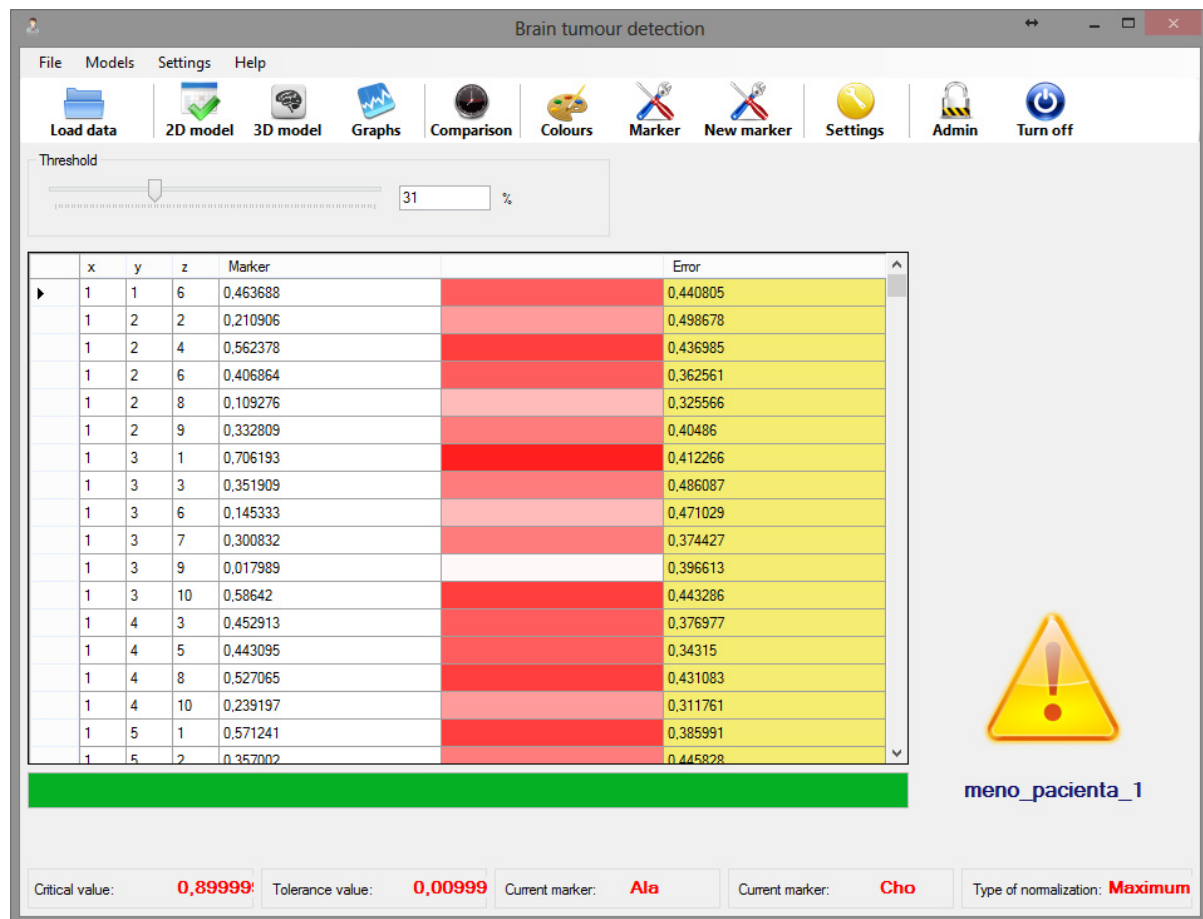 Brain tumour detection
File Models Settings Help
Load data 2D model 3D model Graphs Comparison Colours Marker New marker Settings Admin Turn off
Threshold
31 %
x y z Marker Error
1 1 6 0,463688 0,440805
1 2 2 0,210906 0,498678
1 2 4 0,562378 0,436985
1 2 6 0,406864 0,362561
1 2 8 0,109276 0,325566
1 2 9 0,332809 0,40486
1 3 1 0,706193 0,412266
1 3 3 0,351909 0,486087
1 3 6 0,145333 0,471029
1 3 7 0,300832 0,374427
1 3 9 0,017989 0,396613
1 3 10 0,58642 0,443286
1 4 3 0,452913 0,376977
1 4 5 0,443095 0,34315
1 4 8 0,527065 0,431083
1 4 10 0,239197 0,311761
1 5 1 0,571241 0,385991
1 5 2 0,357002 0,445828
meno_pacienta_1
Critical value: 0,89999 Tolerance value: 0,00999 Current marker: Ala Current marker: Cho Type of normalization: Maximum